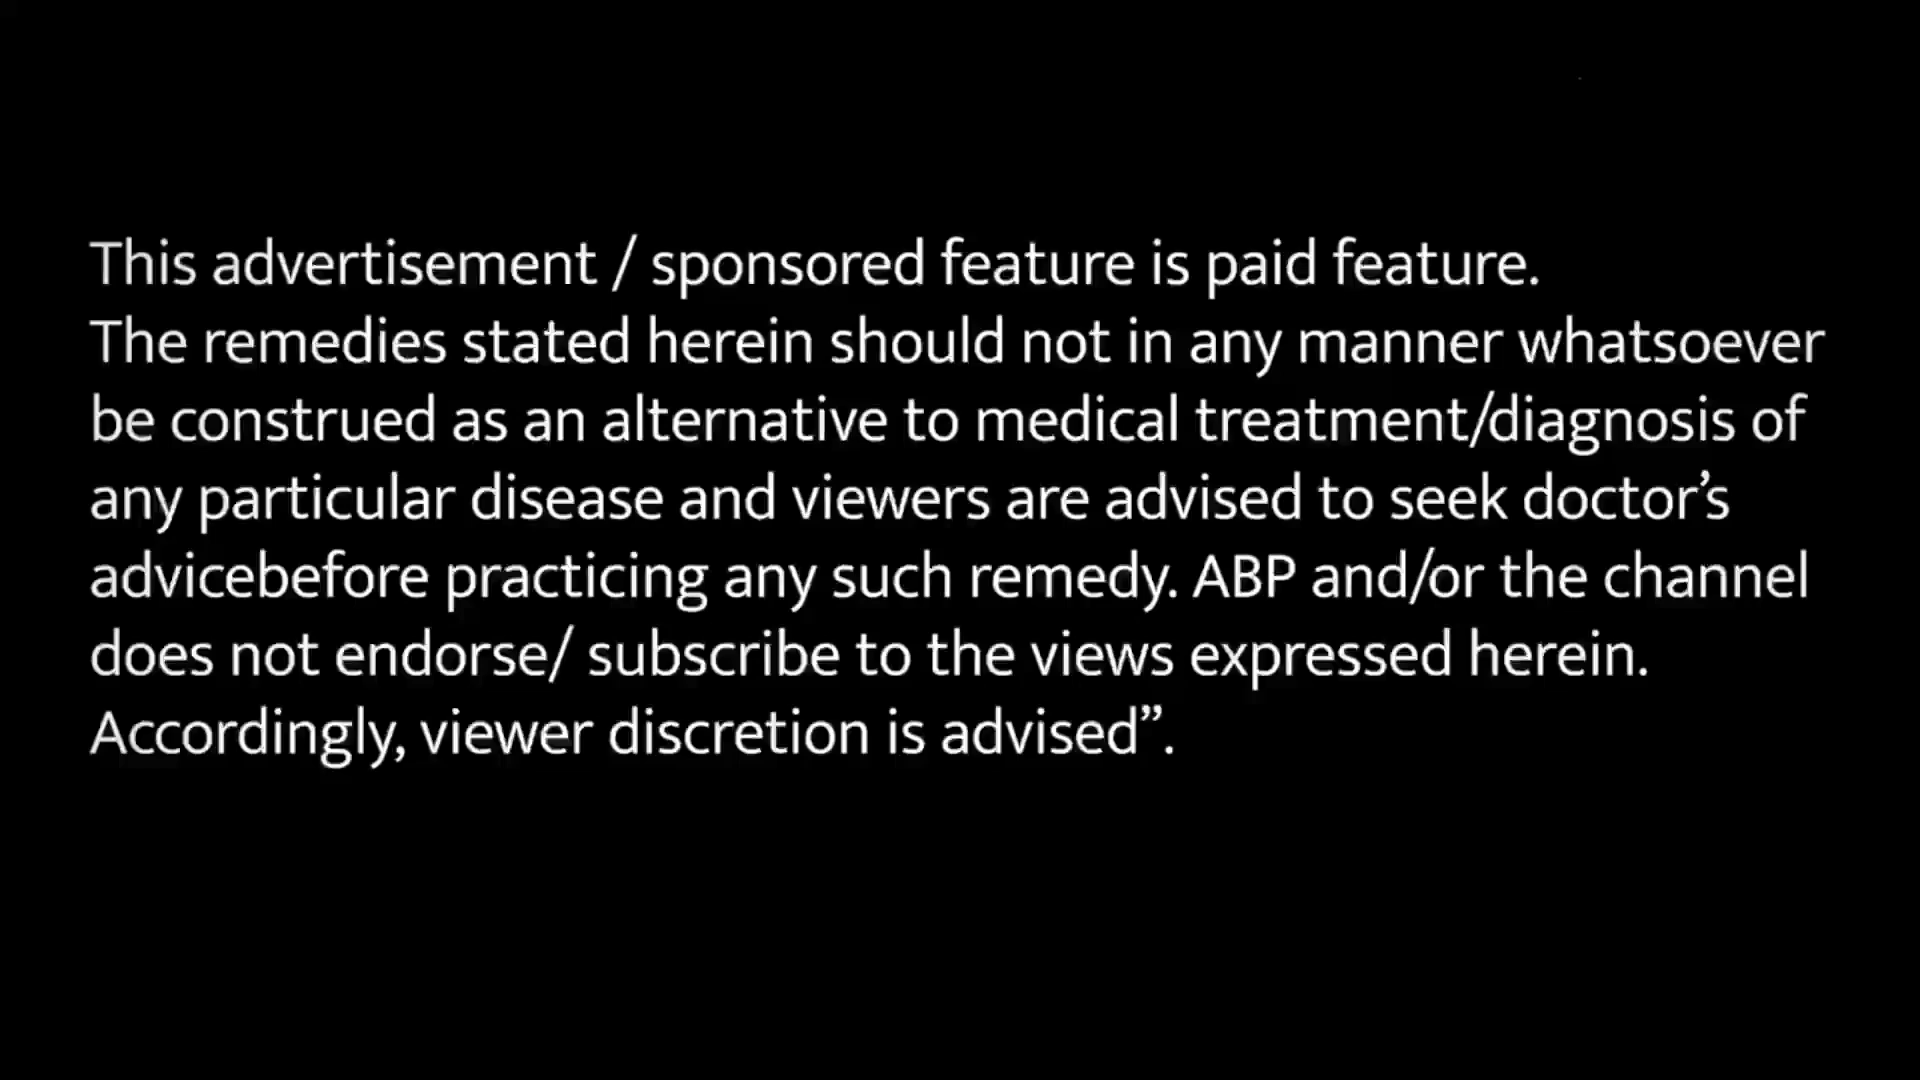 This advertisement / sponsored feature is paid feature.
The remedies stated herein should not in any manner whatsoever
be construed as an alternative to medical treatment/diagnosis of
any particular disease and viewers are advised to seek doctor’s
advicebefore practicing any such remedy. ABP and/or the channel
does not endorse/ subscribe to the views expressed herein.
Accordingly, viewer discretion is advised”.